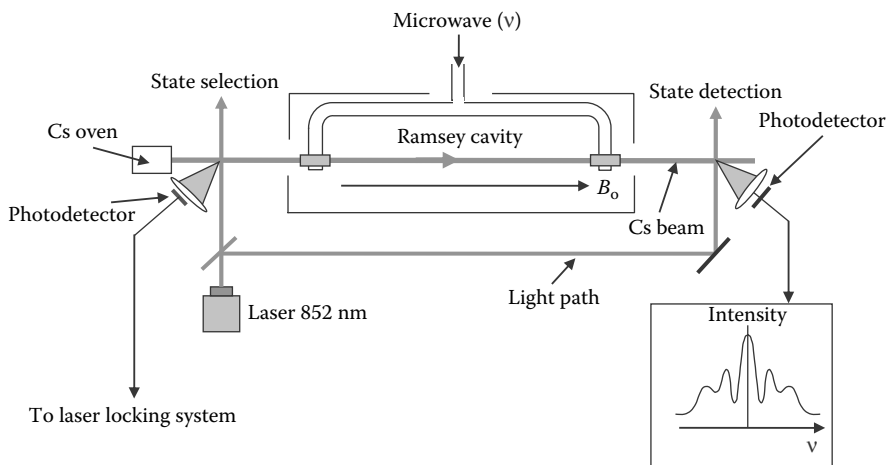 Microwave (ν)
State selection
State detection
Photodetector
Cs oven
Ramsey cavity
B₀
Photodetector
Cs beam
Laser 852 nm
Light path
Intensity
To laser locking system
ν